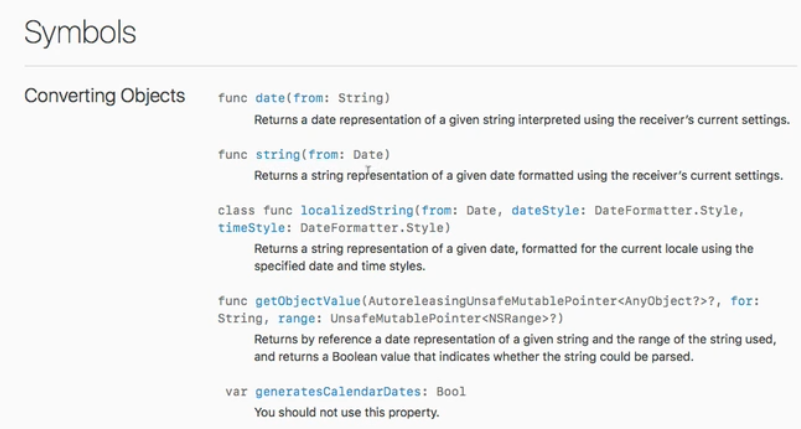 Symbols
Converting Objects
func date(from: String)
Returns a date representation of a given string interpreted using the receiver's current settings.
func string(from: Date)
Returns a string representation of a given date formatted using the receiver's current settings.
class func localizedString(from: Date, dateStyle: DateFormatter.Style,
timeStyle: DateFormatter.Style)
Returns a string representation of a given date, formatted for the current locale using the
specified date and time styles.
func getObjectValue(AutoreleasingUnsafeMutablePointer<AnyObject?>?, for:
String, range: UnsafeMutablePointer<NSRange>?)
Returns by reference a date representation of a given string and the range of the string used,
and returns a Boolean value that indicates whether the string could be parsed.
var generatesCalendarDates: Bool
You should not use this property.